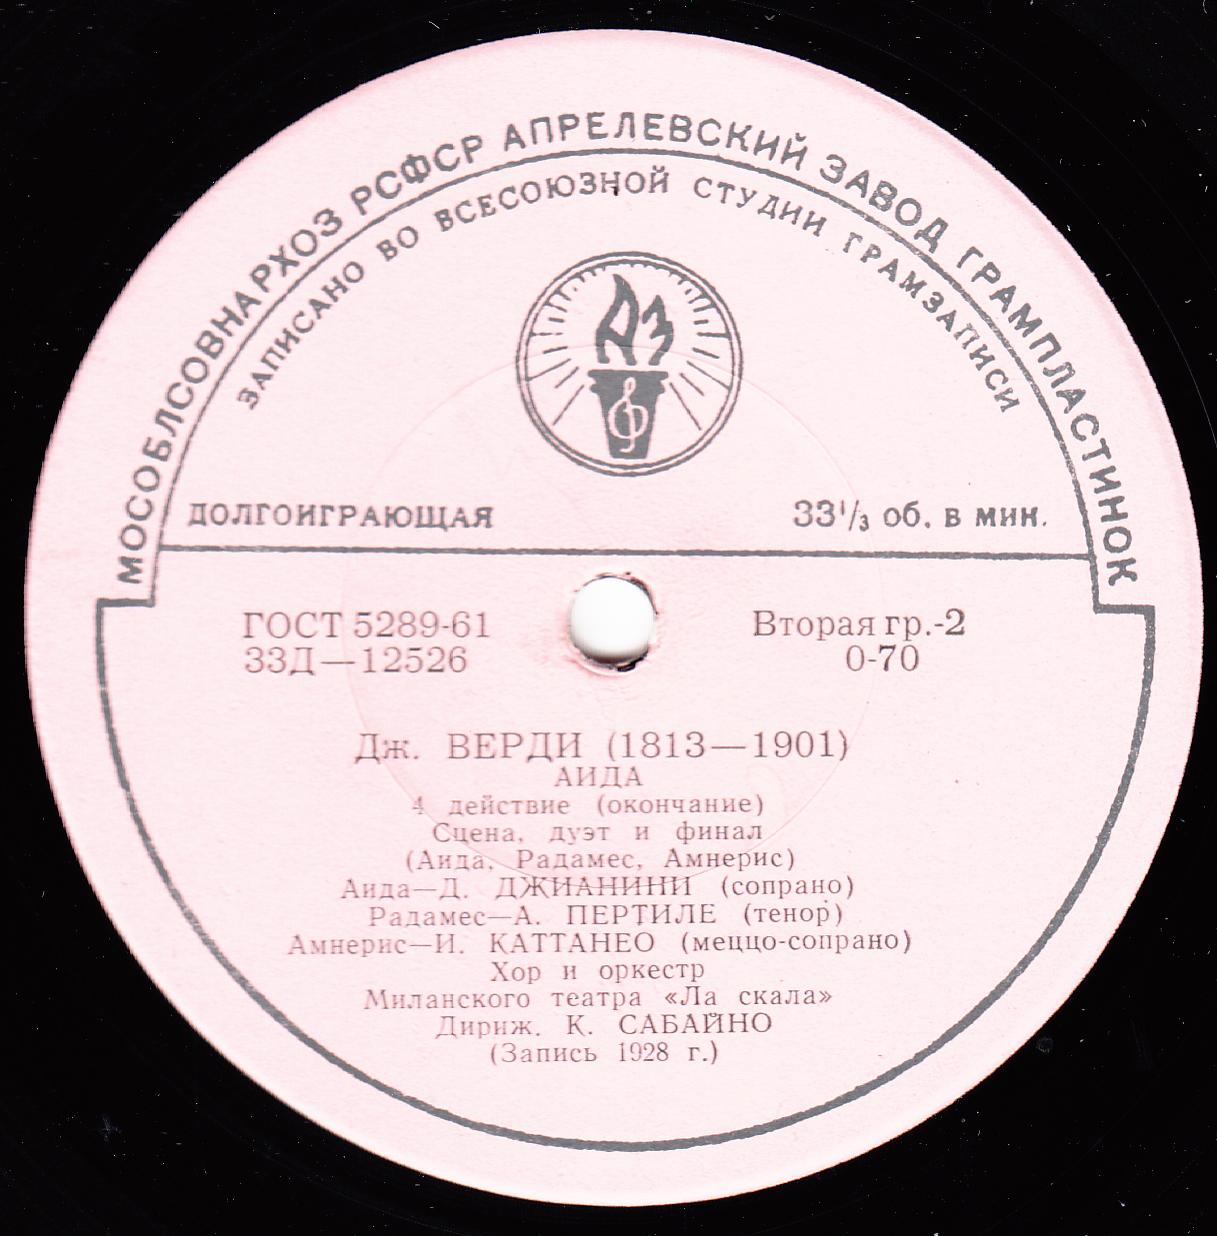 МОСОБЛСОВНАРХОЗ РСФСР АПРЕЛЕВСКИЙ ЗАВОД ГРАМПЛАСТИНОК
ЗАПИСАНО ВО ВСЕСОЮЗНОЙ СТУДИИ ГРАМЗАПИСИ
АЗ
ДОЛГОИГРАЮЩАЯ 33 1/3 об. в мин.
ГОСТ 5289-61 Вторая гр.-2
33Д—12526 0-70
Дж. ВЕРДИ (1813—1901)
АИДА
4 действие (окончание)
Сцена, дуэт и финал
(Аида, Радамес, Амнерис)
Аида—Д. ДЖИАНИНИ (сопрано)
Радамес—А. ПЕРТИЛЕ (тенор)
Амнерис—И. КАТТАНЕО (меццо-сопрано)
Хор и оркестр
Миланского театра «Ла скала»
Дириж. К. САБАЙНО
(Запись 1928 г.)